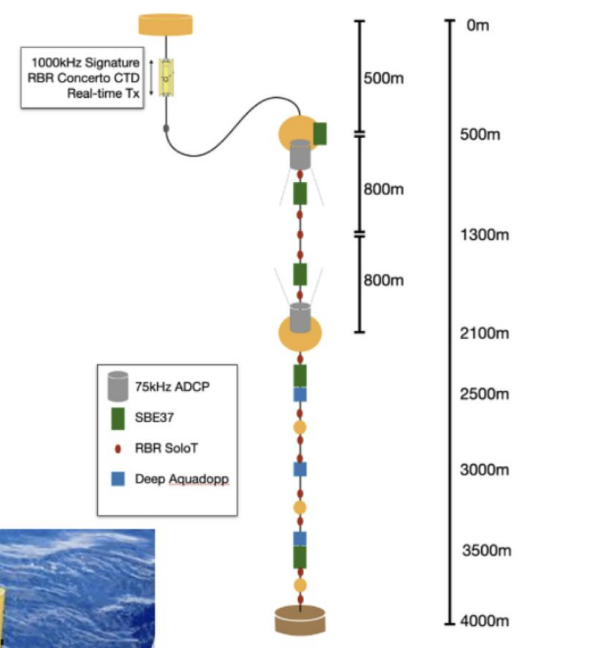 1000kHz Signature
RBR Concerto CTD
Real-time Tx
500m
800m
800m
0m
500m
1300m
2100m
2500m
3000m
3500m
4000m
75kHz ADCP
SBE37
RBR SoloT
Deep Aquadopp